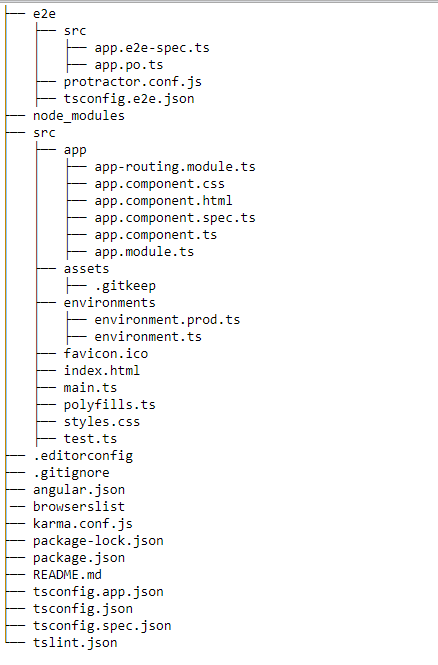 e2e
src
app.e2e-spec.ts
app.po.ts
protractor.conf.js
tsconfig.e2e.json
node_modules
src
app
app-routing.module.ts
app.component.css
app.component.html
app.component.spec.ts
app.component.ts
app.module.ts
assets
.gitkeep
environments
environment.prod.ts
environment.ts
favicon.ico
index.html
main.ts
polyfills.ts
styles.css
test.ts
.editorconfig
.gitignore
angular.json
browserslist
karma.conf.js
package-lock.json
package.json
README.md
tsconfig.app.json
tsconfig.json
tsconfig.spec.json
tslint.json